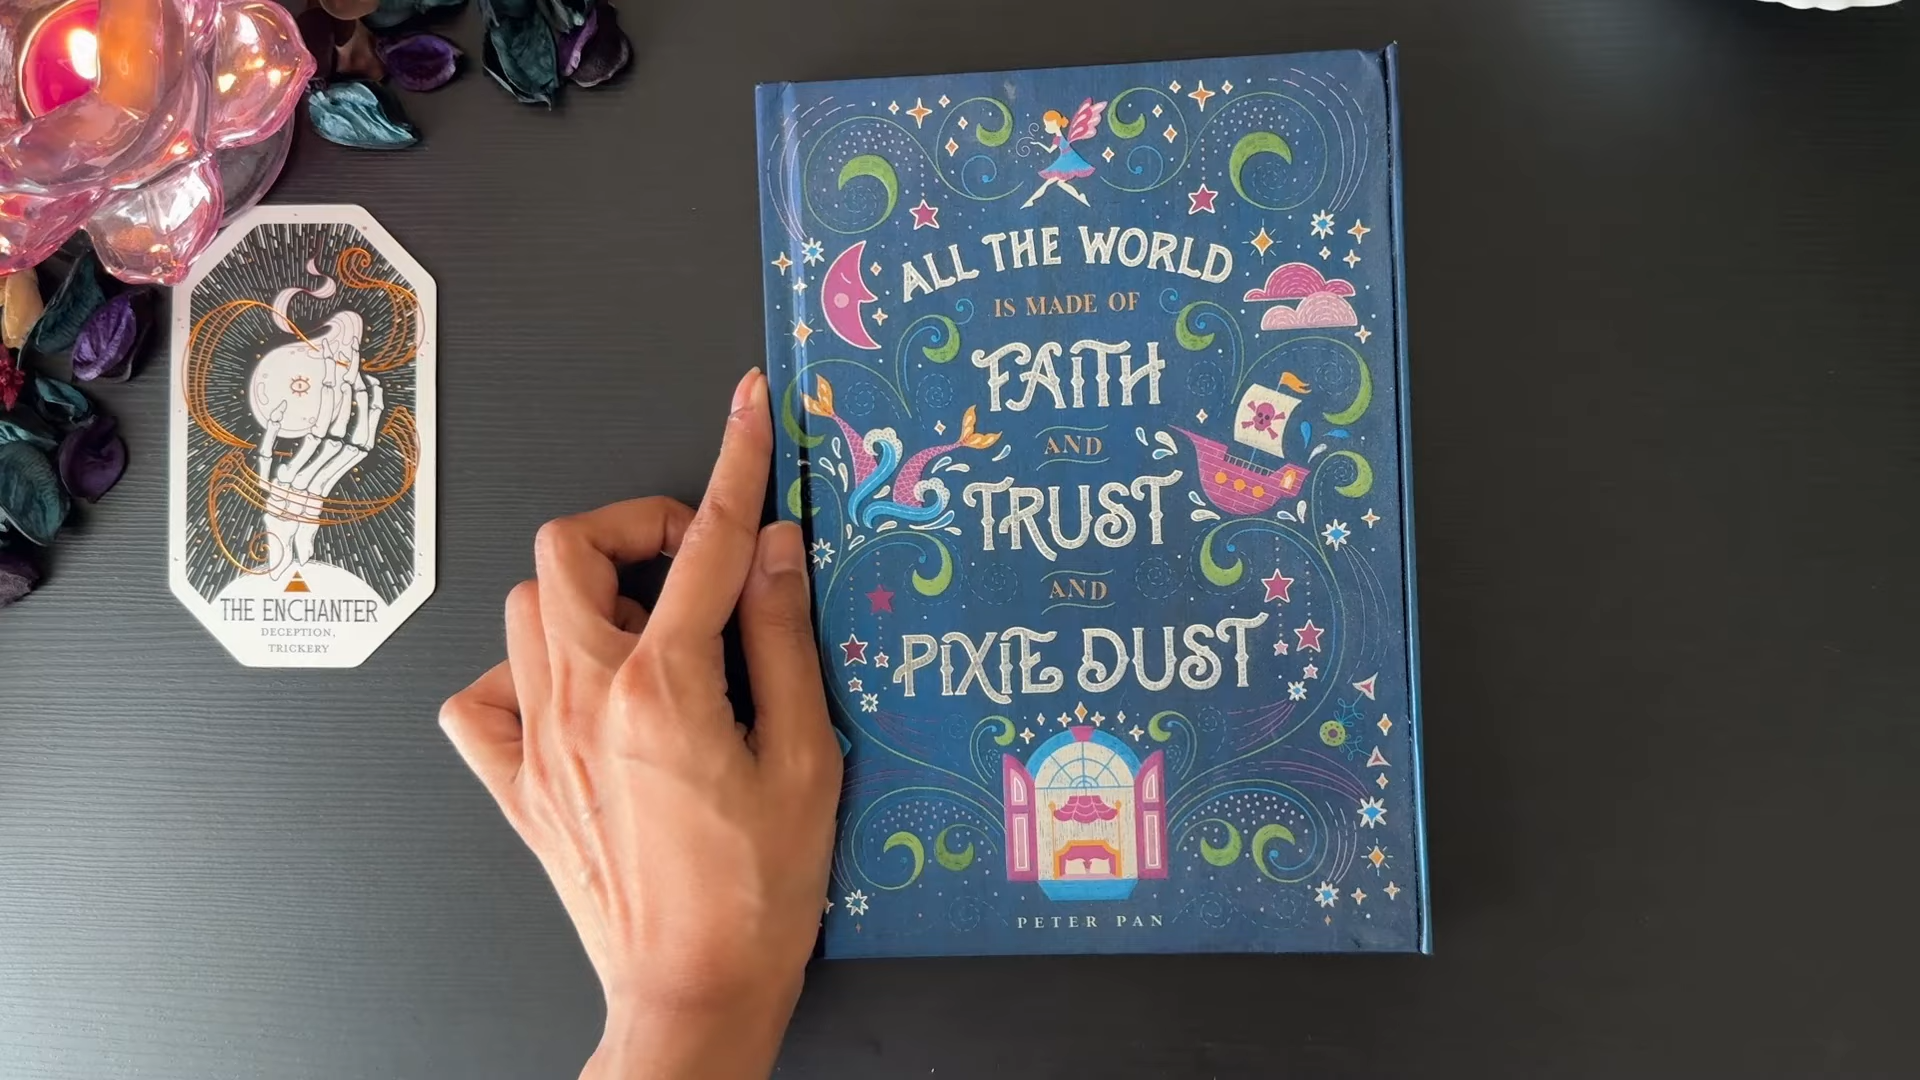 THE ENCHANTER
DECEPTION,
TRICKERY
ALL THE WORLD
IS MADE OF
FAITH
AND
TRUST
AND
PIXIE DUST
PETER PAN